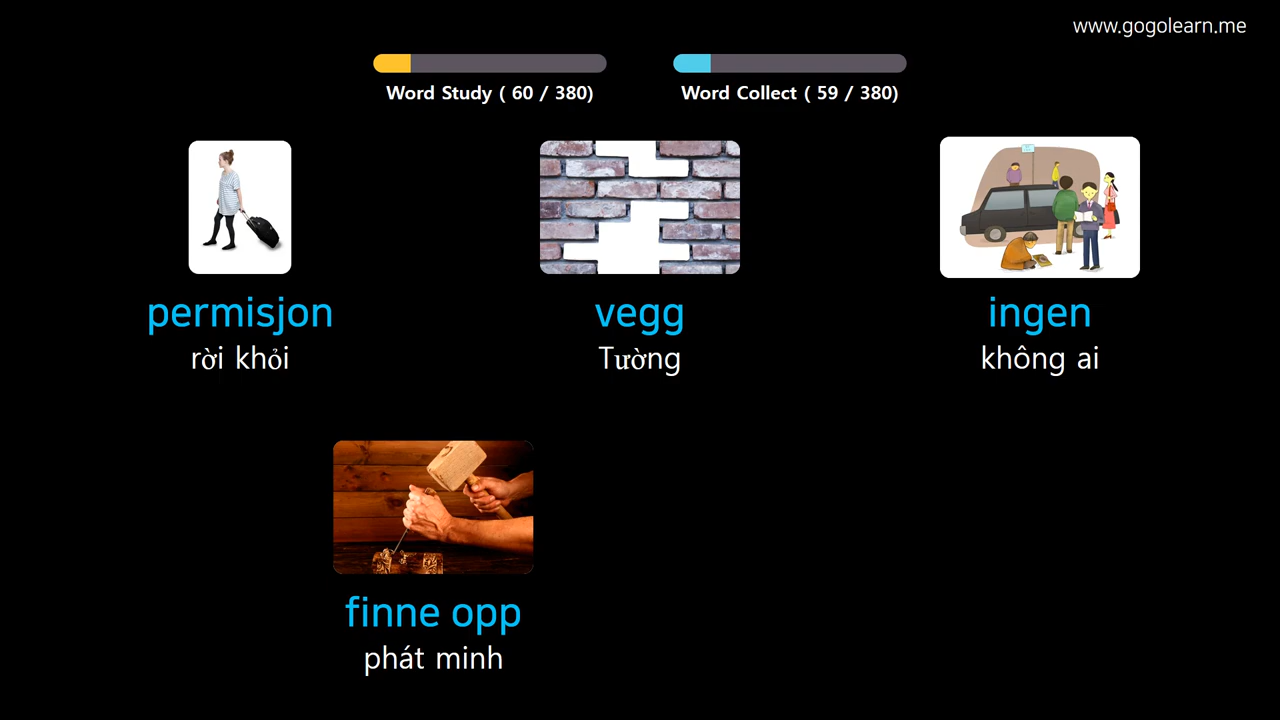 www.gogolearn.me
Word Study ( 60 / 380)
Word Collect ( 59 / 380)
permisjon
rời khỏi
vegg
Tường
ingen
không ai
finne opp
phát minh